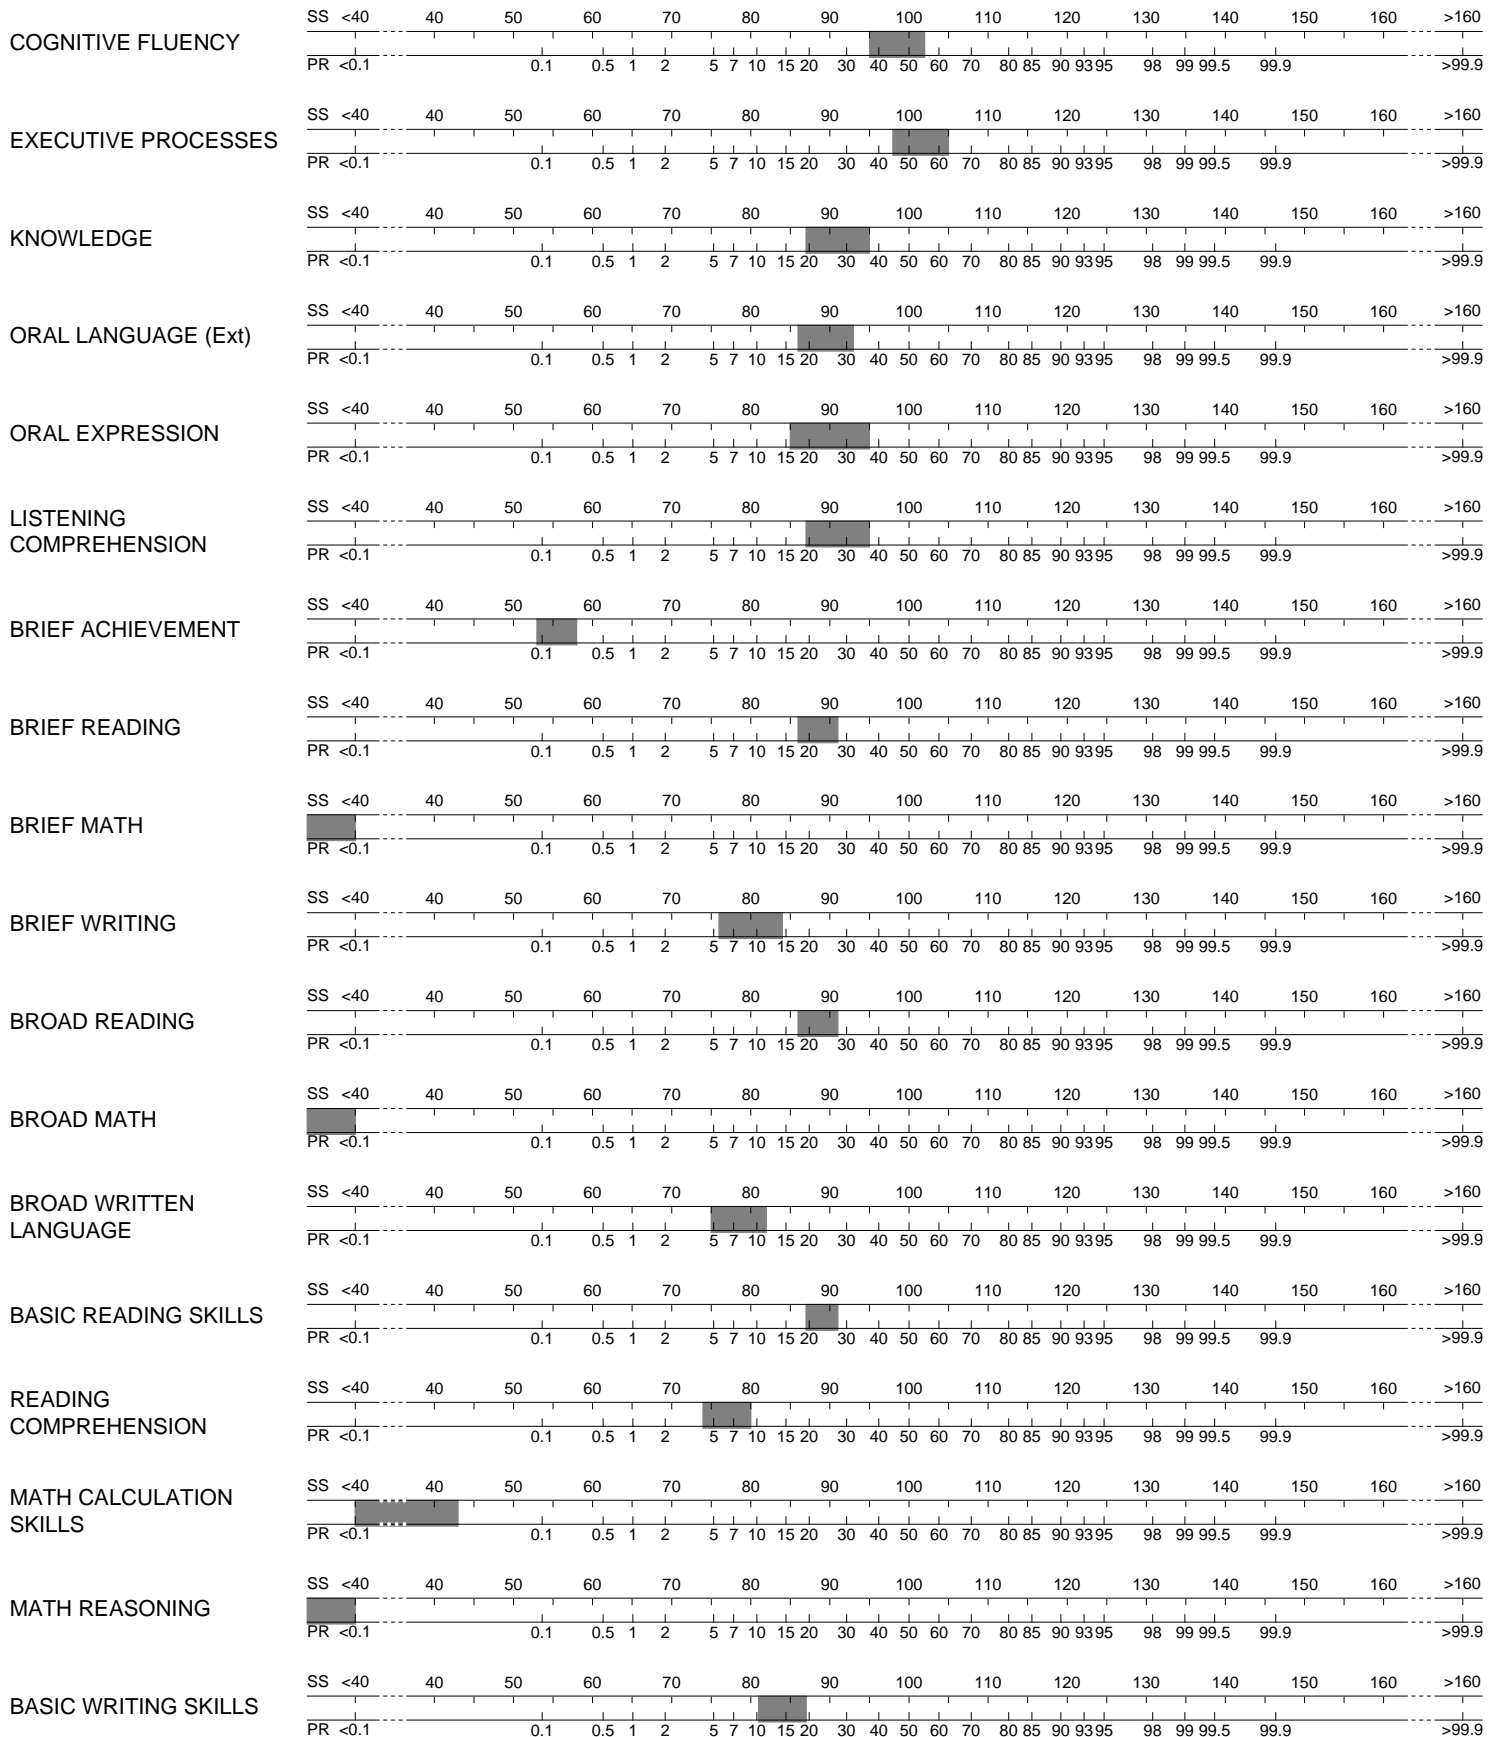 SS <40 40 50 60 70 80 90 100 110 120 130 140 150 160 >160
COGNITIVE FLUENCY
PR <0.1 0.1 0.5 1 2 5 7 10 15 20 30 40 50 60 70 80 85 90 93 95 98 99 99.5 99.9 >99.9
SS <40 40 50 60 70 80 90 100 110 120 130 140 150 160 >160
EXECUTIVE PROCESSES
PR <0.1 0.1 0.5 1 2 5 7 10 15 20 30 40 50 60 70 80 85 90 93 95 98 99 99.5 99.9 >99.9
SS <40 40 50 60 70 80 90 100 110 120 130 140 150 160 >160
KNOWLEDGE
PR <0.1 0.1 0.5 1 2 5 7 10 15 20 30 40 50 60 70 80 85 90 93 95 98 99 99.5 99.9 >99.9
SS <40 40 50 60 70 80 90 100 110 120 130 140 150 160 >160
ORAL LANGUAGE (Ext)
PR <0.1 0.1 0.5 1 2 5 7 10 15 20 30 40 50 60 70 80 85 90 93 95 98 99 99.5 99.9 >99.9
SS <40 40 50 60 70 80 90 100 110 120 130 140 150 160 >160
ORAL EXPRESSION
PR <0.1 0.1 0.5 1 2 5 7 10 15 20 30 40 50 60 70 80 85 90 93 95 98 99 99.5 99.9 >99.9
SS <40 40 50 60 70 80 90 100 110 120 130 140 150 160 >160
LISTENING
COMPREHENSION
PR <0.1 0.1 0.5 1 2 5 7 10 15 20 30 40 50 60 70 80 85 90 93 95 98 99 99.5 99.9 >99.9
SS <40 40 50 60 70 80 90 100 110 120 130 140 150 160 >160
BRIEF ACHIEVEMENT
PR <0.1 0.1 0.5 1 2 5 7 10 15 20 30 40 50 60 70 80 85 90 93 95 98 99 99.5 99.9 >99.9
SS <40 40 50 60 70 80 90 100 110 120 130 140 150 160 >160
BRIEF READING
PR <0.1 0.1 0.5 1 2 5 7 10 15 20 30 40 50 60 70 80 85 90 93 95 98 99 99.5 99.9 >99.9
SS <40 40 50 60 70 80 90 100 110 120 130 140 150 160 >160
BRIEF MATH
PR <0.1 0.1 0.5 1 2 5 7 10 15 20 30 40 50 60 70 80 85 90 93 95 98 99 99.5 99.9 >99.9
SS <40 40 50 60 70 80 90 100 110 120 130 140 150 160 >160
BRIEF WRITING
PR <0.1 0.1 0.5 1 2 5 7 10 15 20 30 40 50 60 70 80 85 90 93 95 98 99 99.5 99.9 >99.9
SS <40 40 50 60 70 80 90 100 110 120 130 140 150 160 >160
BROAD READING
PR <0.1 0.1 0.5 1 2 5 7 10 15 20 30 40 50 60 70 80 85 90 93 95 98 99 99.5 99.9 >99.9
SS <40 40 50 60 70 80 90 100 110 120 130 140 150 160 >160
BROAD MATH
PR <0.1 0.1 0.5 1 2 5 7 10 15 20 30 40 50 60 70 80 85 90 93 95 98 99 99.5 99.9 >99.9
SS <40 40 50 60 70 80 90 100 110 120 130 140 150 160 >160
BROAD WRITTEN
LANGUAGE
PR <0.1 0.1 0.5 1 2 5 7 10 15 20 30 40 50 60 70 80 85 90 93 95 98 99 99.5 99.9 >99.9
SS <40 40 50 60 70 80 90 100 110 120 130 140 150 160 >160
BASIC READING SKILLS
PR <0.1 0.1 0.5 1 2 5 7 10 15 20 30 40 50 60 70 80 85 90 93 95 98 99 99.5 99.9 >99.9
SS <40 40 50 60 70 80 90 100 110 120 130 140 150 160 >160
READING
COMPREHENSION
PR <0.1 0.1 0.5 1 2 5 7 10 15 20 30 40 50 60 70 80 85 90 93 95 98 99 99.5 99.9 >99.9
SS <40 40 50 60 70 80 90 100 110 120 130 140 150 160 >160
MATH CALCULATION
SKILLS
PR <0.1 0.1 0.5 1 2 5 7 10 15 20 30 40 50 60 70 80 85 90 93 95 98 99 99.5 99.9 >99.9
SS <40 40 50 60 70 80 90 100 110 120 130 140 150 160 >160
MATH REASONING
PR <0.1 0.1 0.5 1 2 5 7 10 15 20 30 40 50 60 70 80 85 90 93 95 98 99 99.5 99.9 >99.9
SS <40 40 50 60 70 80 90 100 110 120 130 140 150 160 >160
BASIC WRITING SKILLS
PR <0.1 0.1 0.5 1 2 5 7 10 15 20 30 40 50 60 70 80 85 90 93 95 98 99 99.5 99.9 >99.9